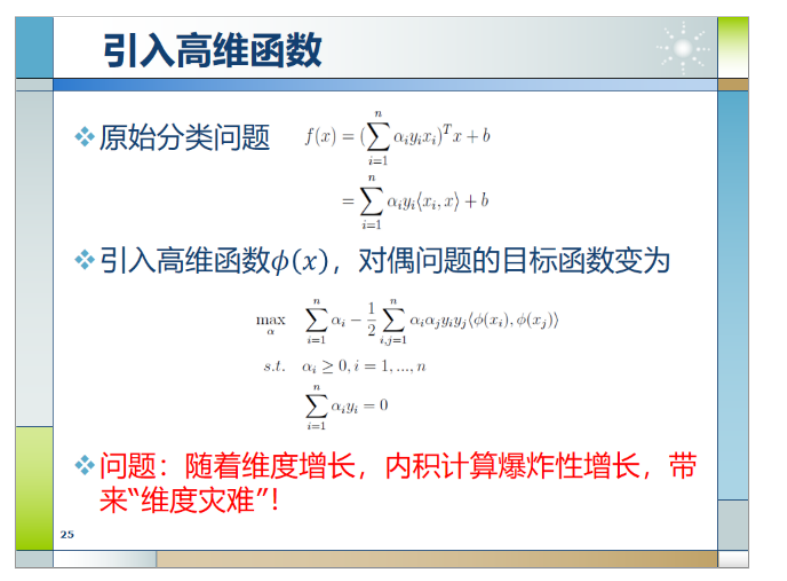 引入高维函数
❖原始分类问题 $f(x) = (\sum_{i=1}^{n} \alpha_i y_i x_i)^T x + b$
$= \sum_{i=1}^{n} \alpha_i y_i \langle x_i, x \rangle + b$
❖引入高维函数$\phi(x)$，对偶问题的目标函数变为
$\max_{\alpha} \sum_{i=1}^{n} \alpha_i - \frac{1}{2} \sum_{i,j=1}^{n} \alpha_i \alpha_j y_i y_j \langle \phi(x_i), \phi(x_j) \rangle$
$s.t. \ \alpha_i \geq 0, i = 1, ..., n$
$\sum_{i=1}^{n} \alpha_i y_i = 0$
❖问题：随着维度增长，内积计算爆炸性增长，带
来“维度灾难”！
25